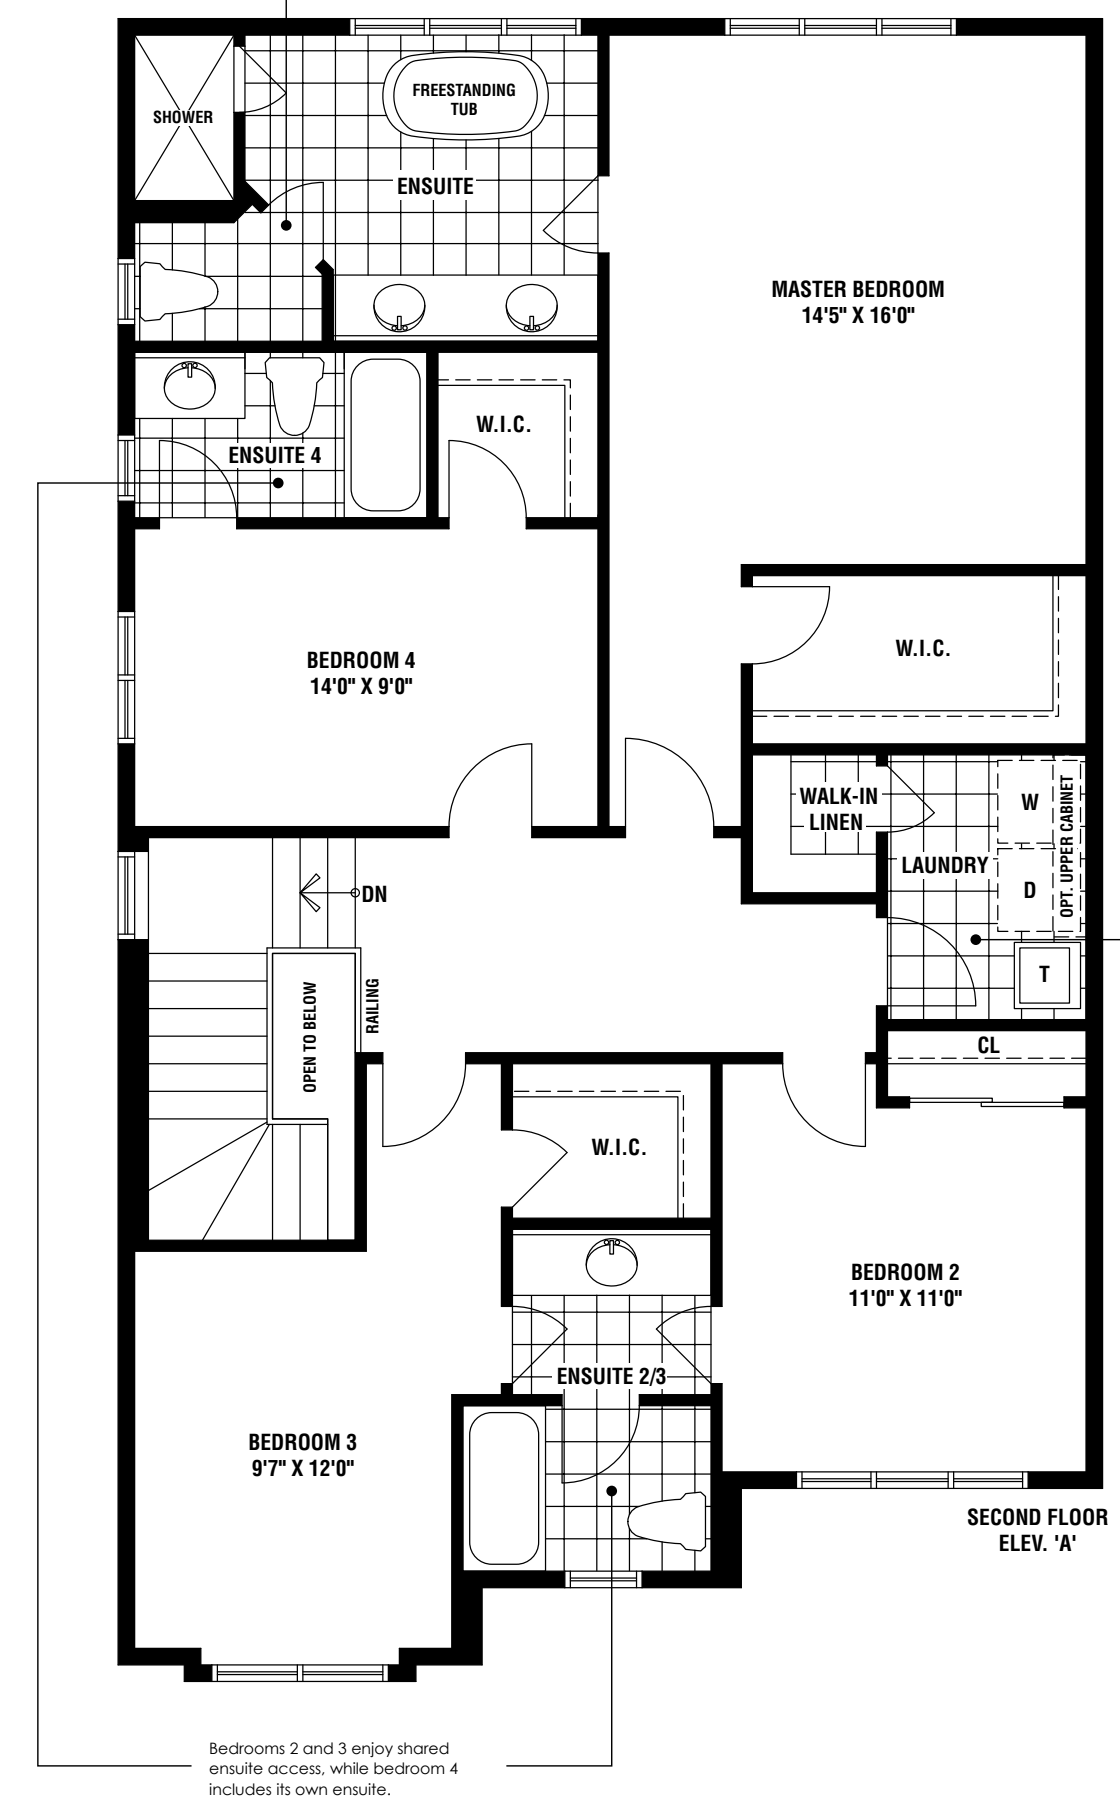 SHOWER
FREESTANDING
TUB
ENSUITE
MASTER BEDROOM
14'5" X 16'0"
W.I.C.
ENSUITE 4
W.I.C.
BEDROOM 4
14'0" X 9'0"
WALK-IN
LINEN
W
OPT. UPPER CABINET
LAUNDRY
D
DN
T
OPEN TO BELOW
RAILING
CL
W.I.C.
BEDROOM 2
11'0" X 11'0"
ENSUITE 2/3
BEDROOM 3
9'7" X 12'0"
SECOND FLOOR
ELEV. 'A'
Bedrooms 2 and 3 enjoy shared
ensuite access, while bedroom 4
includes its own ensuite.